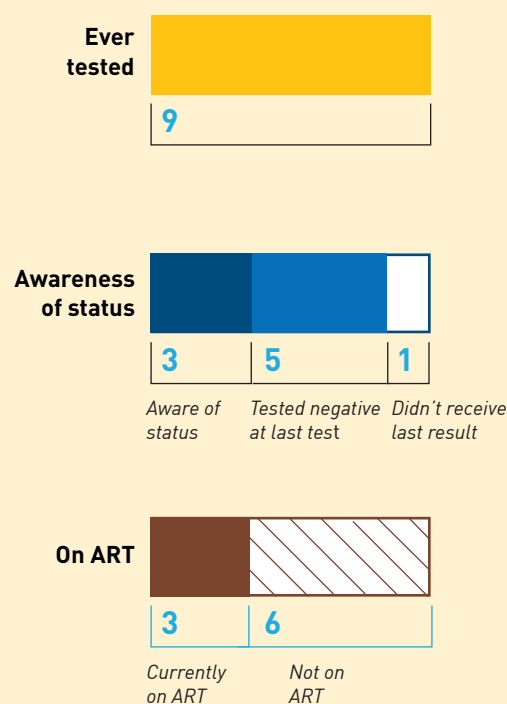 Ever
tested
9
Awareness
of status
3 5 1
Aware of Tested negative Didn't receive
status at last test last result
On ART
3 6
Currently Not on
on ART ART